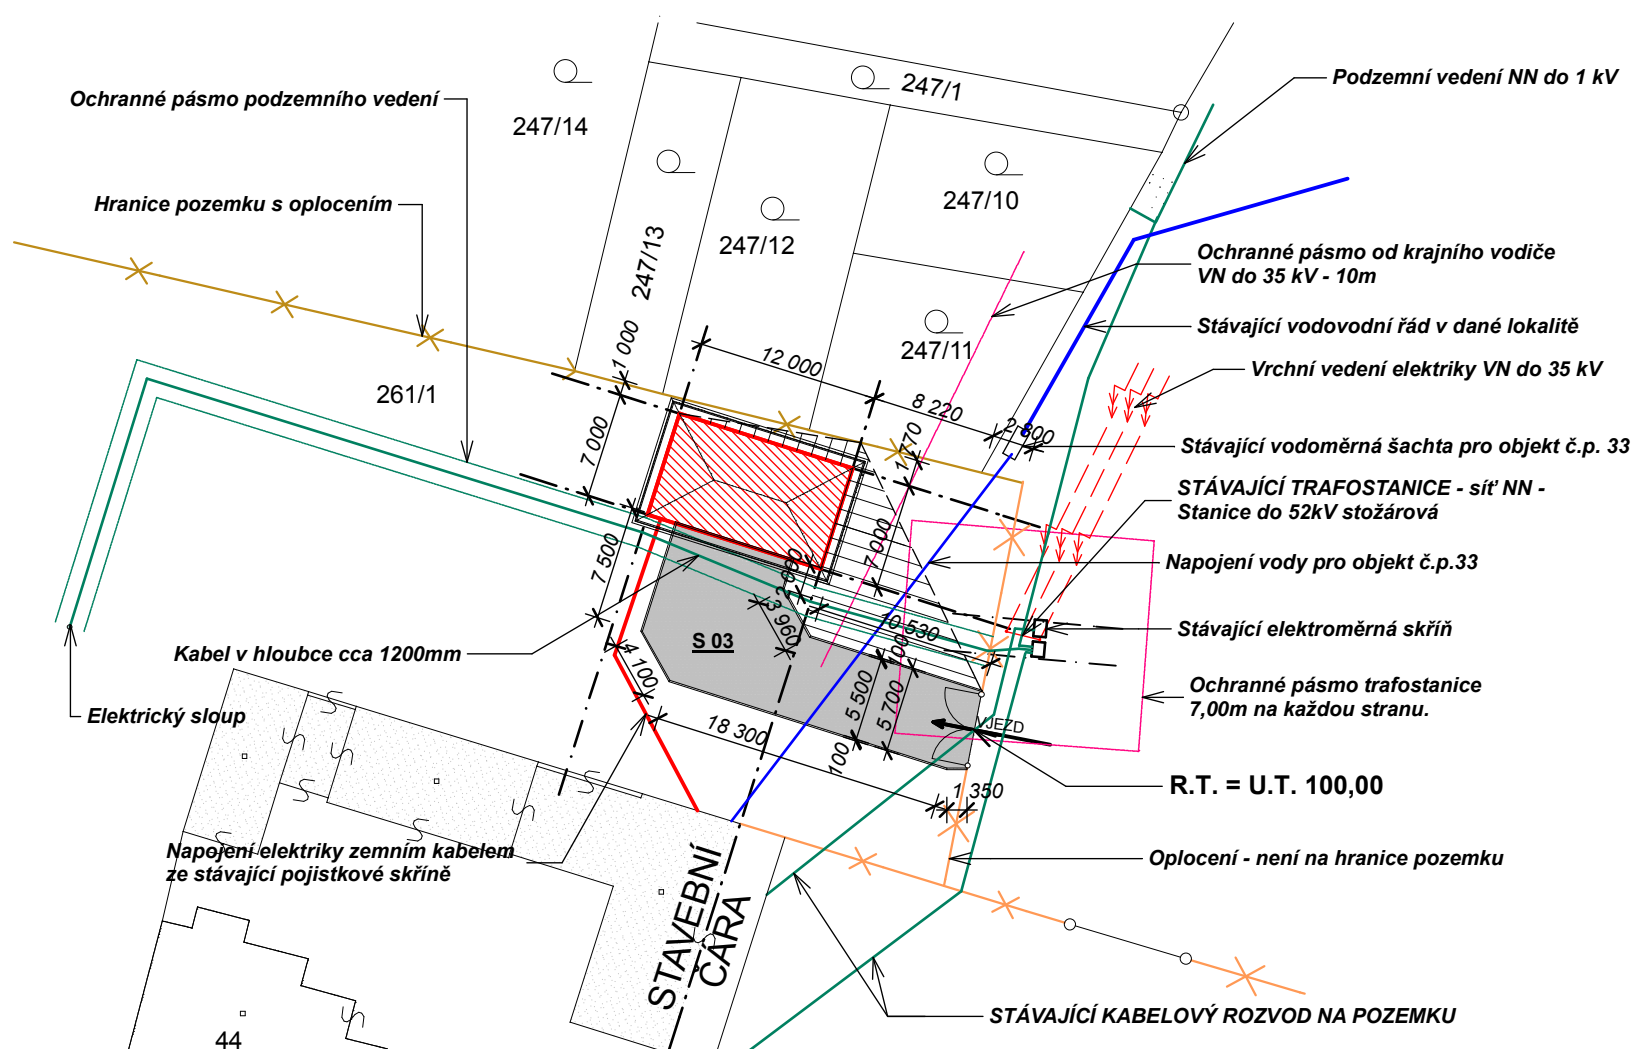 Podzemní vedení NN do 1 kV
Ochranné pásmo podzemního vedení
247/1
247/14
Hranice pozemku s oplocením
247/10
247/12
247/13
Ochranné pásmo od krajního vodiče
VN do 35 kV - 10m
Stávající vodovodní řád v dané lokalitě
247/11
1 000
12 000
Vrchní vedení elektriky VN do 35 kV
261/1
8 220
2 800
7 000
1 770
Stávající vodoměrná šachta pro objekt č.p. 33
STÁVAJÍCÍ TRAFOSTANICE - síť NN -
Stanice do 52kV stožárová
7 500
7 000
2 000
Napojení vody pro objekt č.p.33
3 960
10 530
Stávající elektroměrná skříň
S 03
Kabel v hloubce cca 1200mm
4 100
100
5 500
5 700
Ochranné pásmo trafostanice
7,00m na každou stranu.
Elektrický sloup
18 300
VJEZD
100
R.T. = U.T. 100,00
1 350
Napojení elektriky zemním kabelem
ze stávající pojistkové skříně
Oplocení - není na hranice pozemku
STAVEBNÍ
ČÁRA
STÁVAJÍCÍ KABELOVÝ ROZVOD NA POZEMKU
44